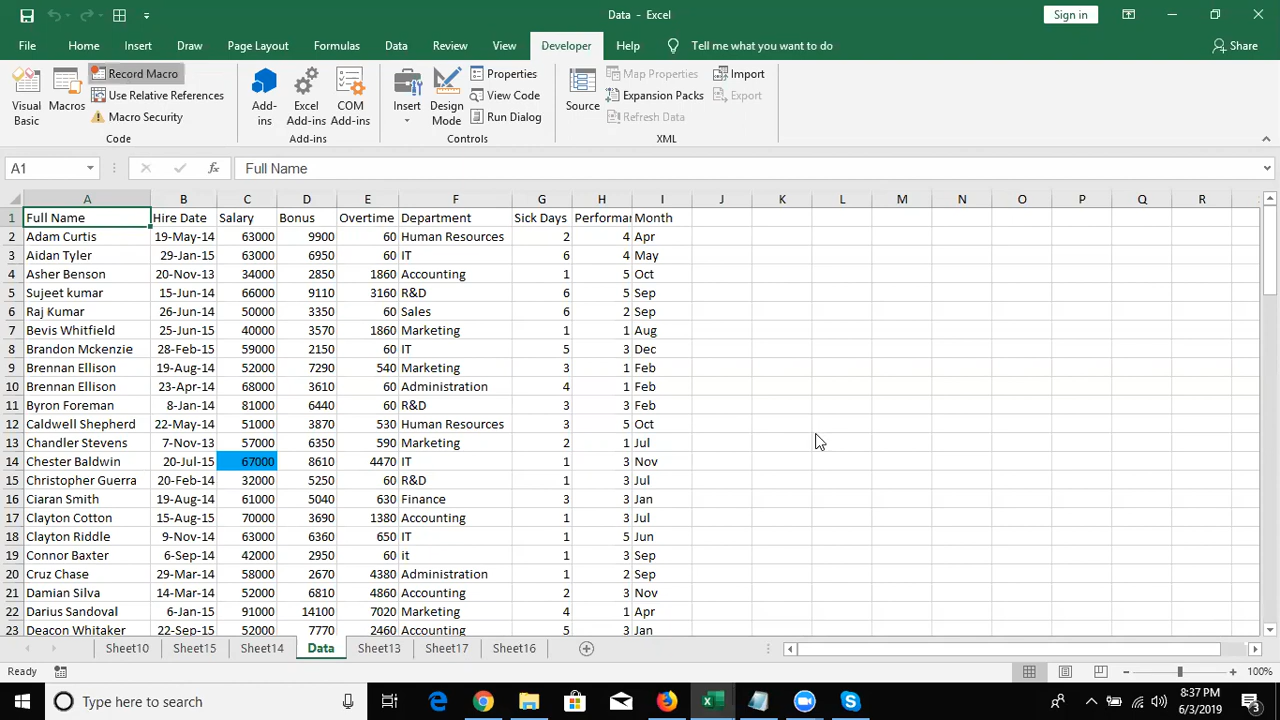 Data - Excel
Sign in
File Home Insert Draw Page Layout Formulas Data Review View Developer Help Tell me what you want to do Share
Visual Basic
Macros
Record Macro
Use Relative References
Macro Security
Code
Add-ins
Excel Add-ins
COM Add-ins
Add-ins
Insert
Design Mode
Properties
View Code
Run Dialog
Controls
Source
Map Properties
Expansion Packs
Refresh Data
Import
Export
XML
A1 fx Full Name
A B C D E F G H I J K L M N O P Q R
1 Full Name Hire Date Salary Bonus Overtime Department Sick Days Performar Month
2 Adam Curtis 19-May-14 63000 9900 60 Human Resources 2 4 Apr
3 Aidan Tyler 29-Jan-15 63000 6950 60 IT 6 4 May
4 Asher Benson 20-Nov-13 34000 2850 1860 Accounting 1 5 Oct
5 Sujeet kumar 15-Jun-14 66000 9110 3160 R&D 6 5 Sep
6 Raj Kumar 26-Jun-14 50000 3350 60 Sales 6 2 Sep
7 Bevis Whitfield 25-Jun-15 40000 3570 1860 Marketing 1 1 Aug
8 Brandon Mckenzie 28-Feb-15 59000 2150 60 IT 5 3 Dec
9 Brennan Ellison 19-Aug-14 52000 7290 540 Marketing 3 1 Feb
10 Brennan Ellison 23-Apr-14 68000 3610 60 Administration 4 1 Feb
11 Byron Foreman 8-Jan-14 81000 6440 60 R&D 3 3 Feb
12 Caldwell Shepherd 22-May-14 51000 3870 530 Human Resources 3 5 Oct
13 Chandler Stevens 7-Nov-13 57000 6350 590 Marketing 2 1 Jul
14 Chester Baldwin 20-Jul-15 67000 8610 4470 IT 1 3 Nov
15 Christopher Guerra 20-Feb-14 32000 5250 60 R&D 1 3 Jul
16 Ciaran Smith 19-Aug-14 61000 5040 630 Finance 3 3 Jan
17 Clayton Cotton 15-Aug-15 70000 3690 1380 Accounting 1 3 Jul
18 Clayton Riddle 9-Nov-14 63000 6360 650 IT 1 5 Jun
19 Connor Baxter 6-Sep-14 42000 2950 60 it 1 3 Sep
20 Cruz Chase 29-Mar-14 58000 2670 4380 Administration 1 2 Sep
21 Damian Silva 14-Mar-14 52000 6810 4860 Accounting 2 3 Nov
22 Darius Sandoval 6-Jan-15 91000 14100 7020 Marketing 4 1 Apr
23 Deacon Whitaker 22-Sep-15 52000 7770 2460 Accounting 5 3 Jan
Sheet10 Sheet15 Sheet14 Data Sheet13 Sheet17 Sheet16
Ready 100%
Type here to search
8:37 PM
6/3/2019
3